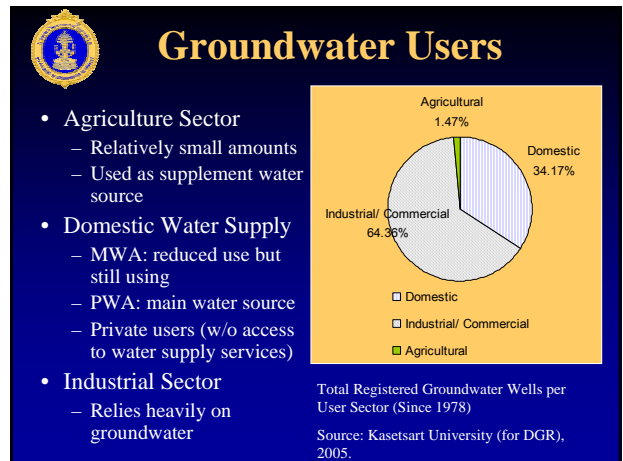 Groundwater Users
• Agriculture Sector
– Relatively small amounts
– Used as supplement water
source
• Domestic Water Supply
– MWA: reduced use but
still using
– PWA: main water source
– Private users (w/o access
to water supply services)
• Industrial Sector
– Relies heavily on
groundwater
Agricultural
1.47%
Domestic
34.17%
Industrial/ Commercial
64.36%
Domestic
Industrial/ Commercial
Agricultural
Total Registered Groundwater Wells per
User Sector (Since 1978)
Source: Kasetsart University (for DGR),
2005.